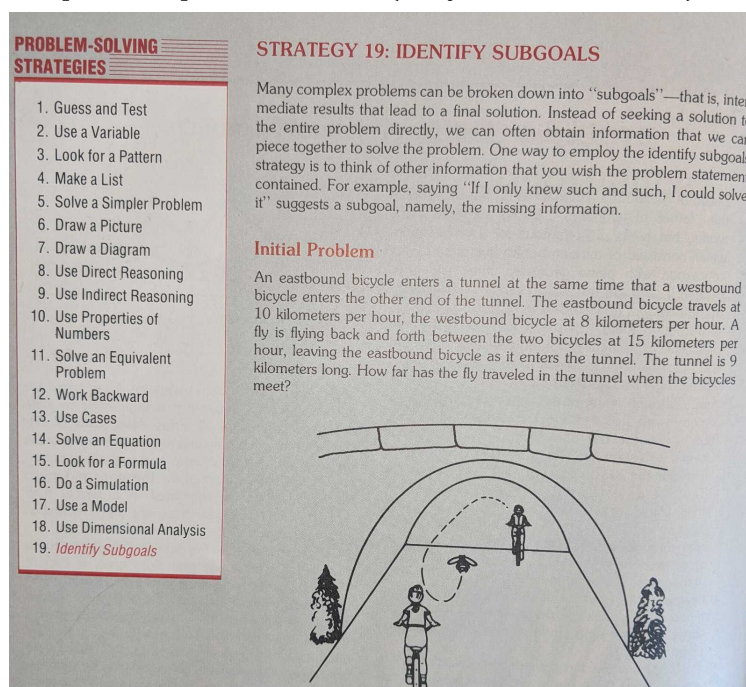 PROBLEM-SOLVING
STRATEGIES
1. Guess and Test
2. Use a Variable
3. Look for a Pattern
4. Make a List
5. Solve a Simpler Problem
6. Draw a Picture
7. Draw a Diagram
8. Use Direct Reasoning
9. Use Indirect Reasoning
10. Use Properties of
Numbers
11. Solve an Equivalent
Problem
12. Work Backward
13. Use Cases
14. Solve an Equation
15. Look for a Formula
16. Do a Simulation
17. Use a Model
18. Use Dimensional Analysis
19. Identify Subgoals
STRATEGY 19: IDENTIFY SUBGOALS
Many complex problems can be broken down into “subgoals”—that is, inter
mediate results that lead to a final solution. Instead of seeking a solution t
the entire problem directly, we can often obtain information that we ca
piece together to solve the problem. One way to employ the identify subgoal
strategy is to think of other information that you wish the problem statemen
contained. For example, saying “If I only knew such and such, I could solve
it” suggests a subgoal, namely, the missing information.
Initial Problem
An eastbound bicycle enters a tunnel at the same time that a westbound
bicycle enters the other end of the tunnel. The eastbound bicycle travels at
10 kilometers per hour, the westbound bicycle at 8 kilometers per hour. A
fly is flying back and forth between the two bicycles at 15 kilometers per
hour, leaving the eastbound bicycle as it enters the tunnel. The tunnel is 9
kilometers long. How far has the fly traveled in the tunnel when the bicycles
meet?